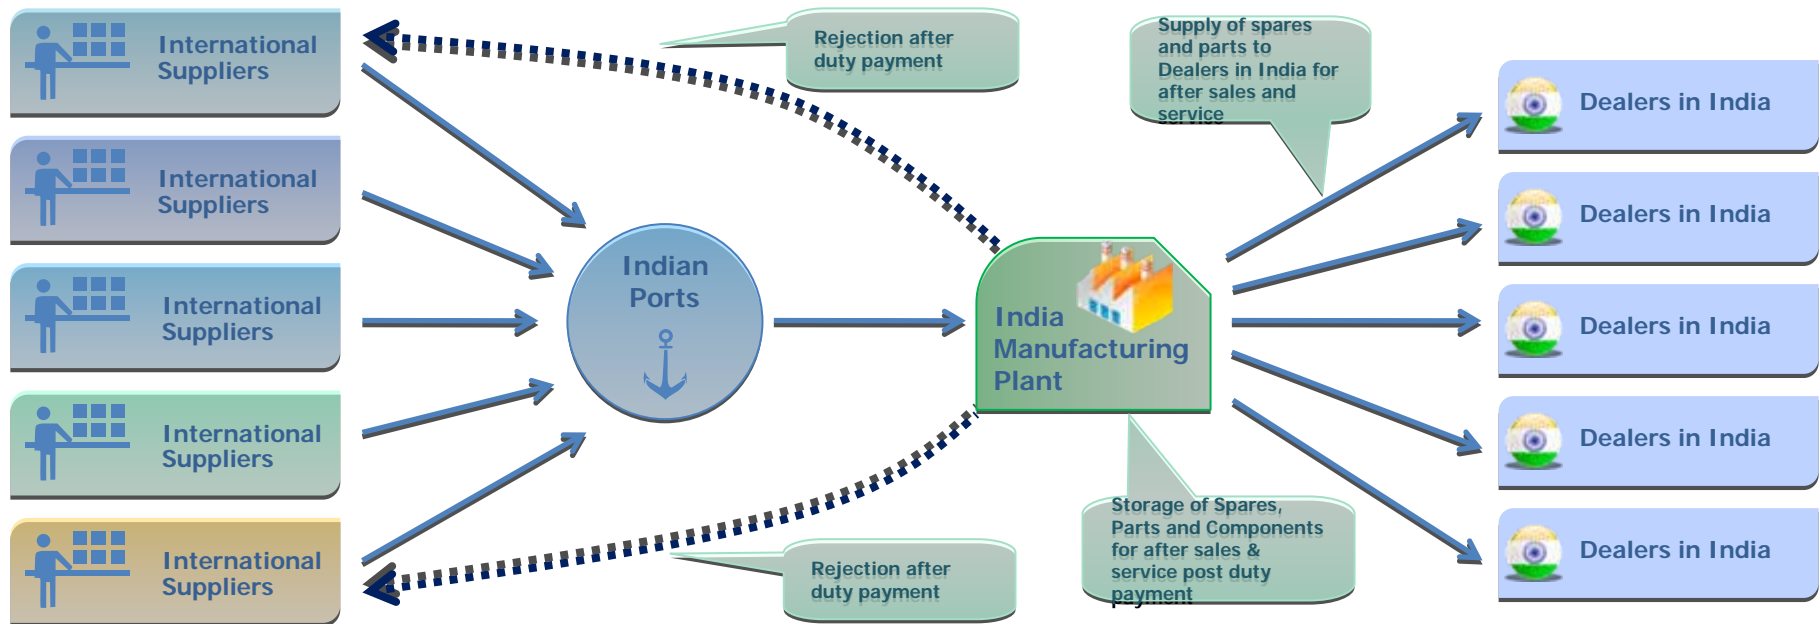 International
Suppliers
International
Suppliers
International
Suppliers
International
Suppliers
International
Suppliers
Rejection after
duty payment
Indian
Ports
Rejection after
duty payment
India
Manufacturing
Plant
Supply of spares
and parts to
Dealers in India for
after sales and
service
Storage of Spares,
Parts and Components
for after sales &
service post duty
payment
Dealers in India
Dealers in India
Dealers in India
Dealers in India
Dealers in India